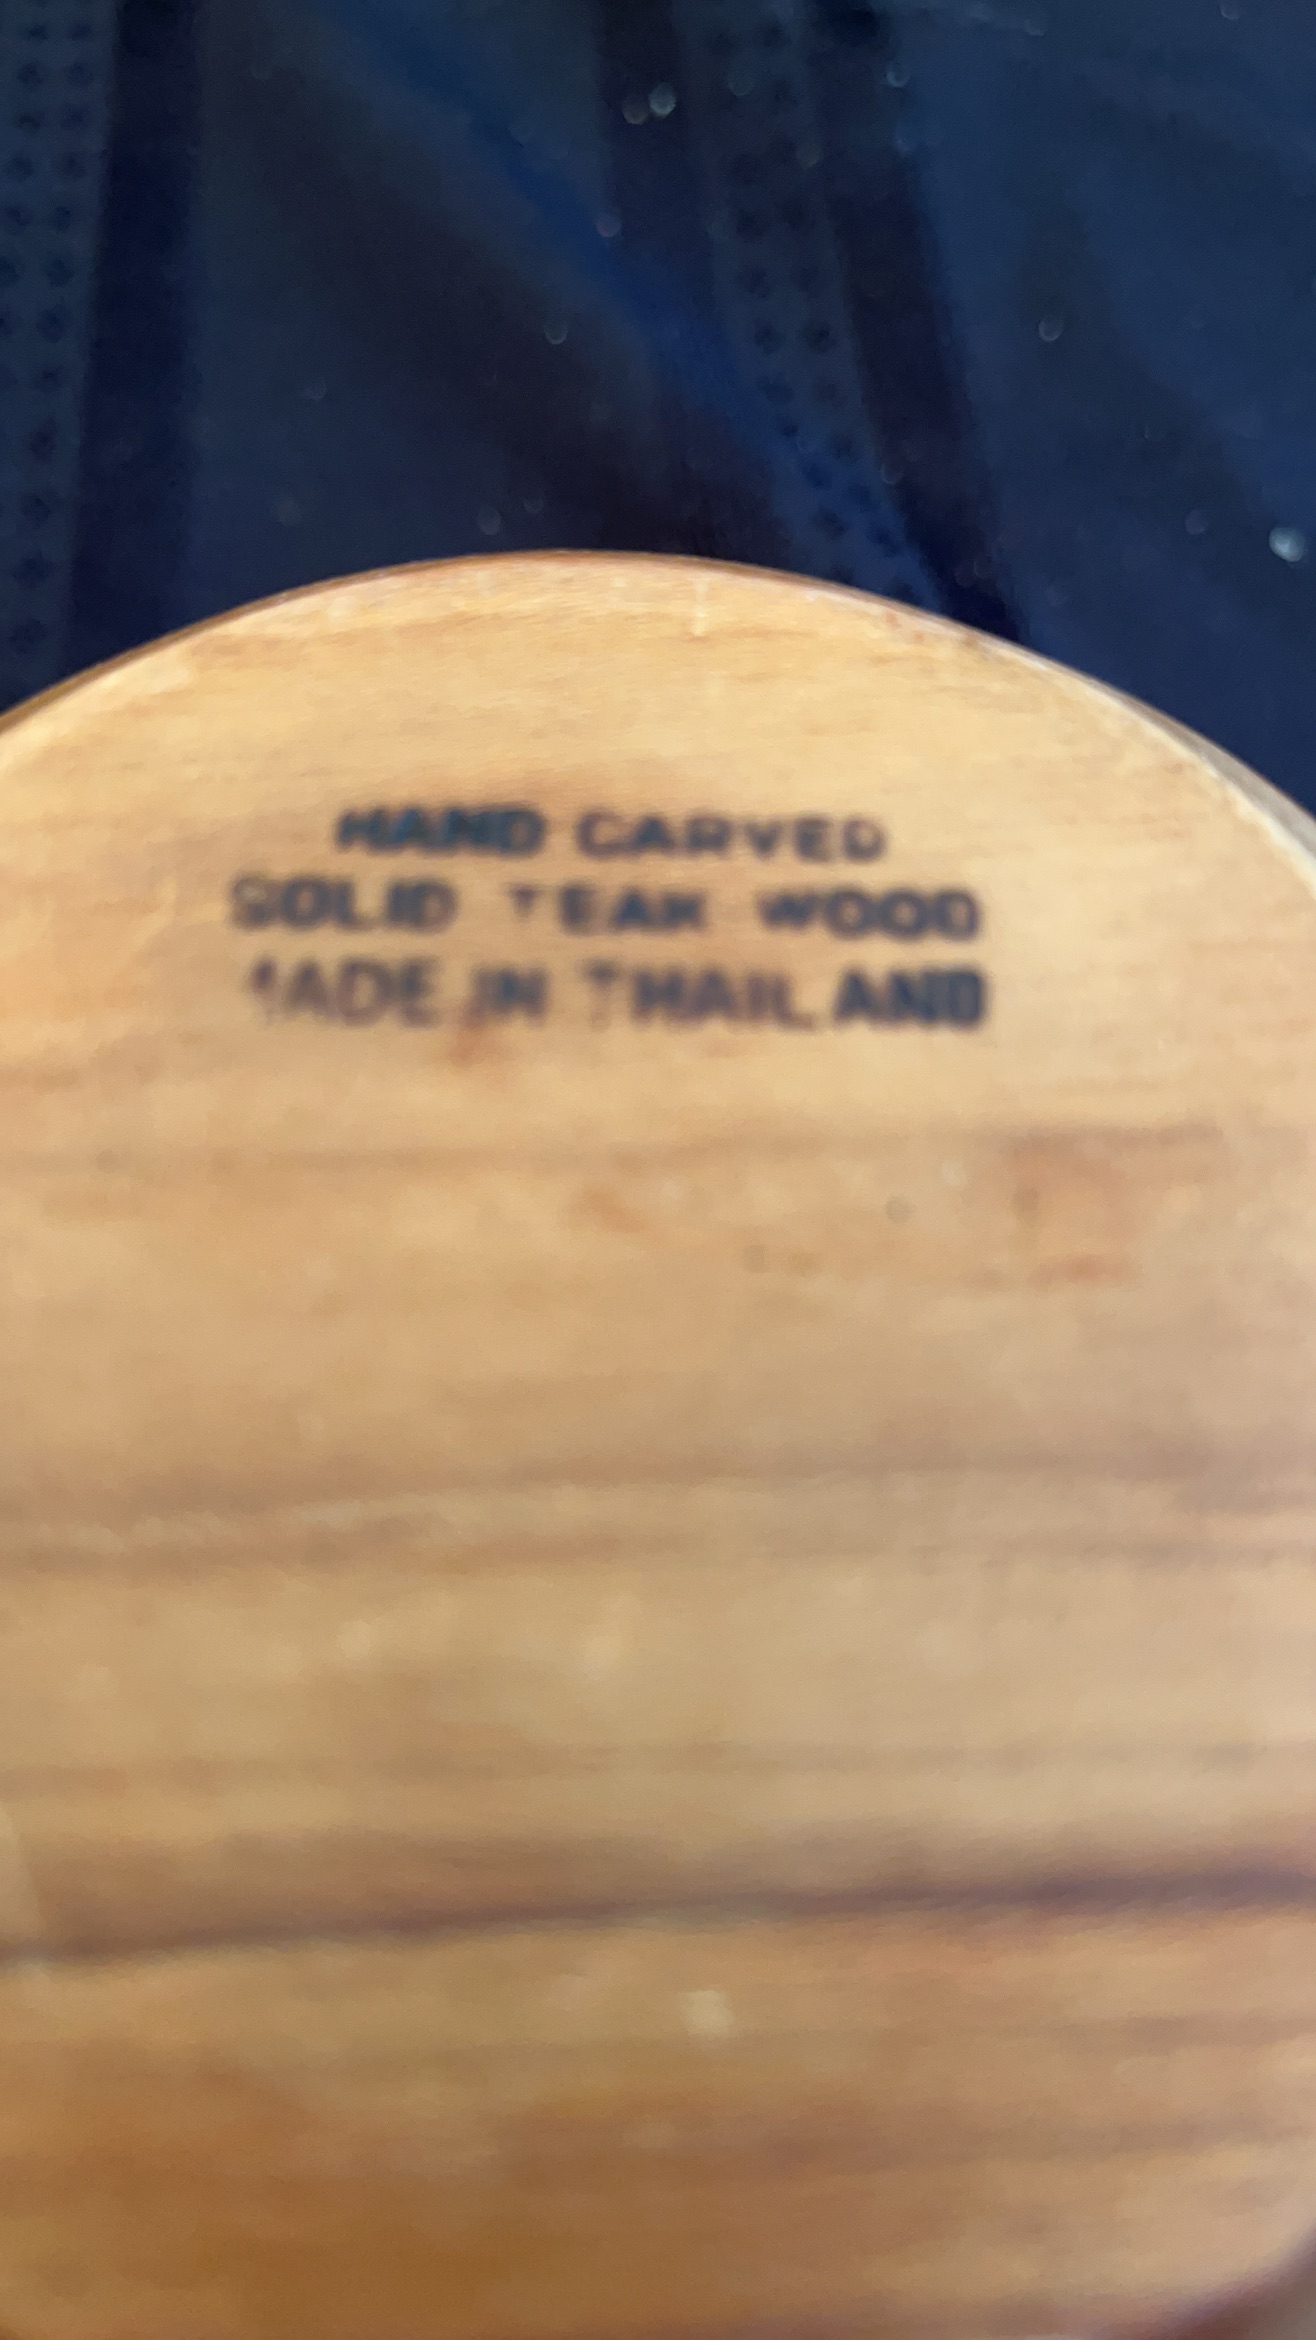 HAND CARVED
SOLID TEAK WOOD
MADE IN THAILAND